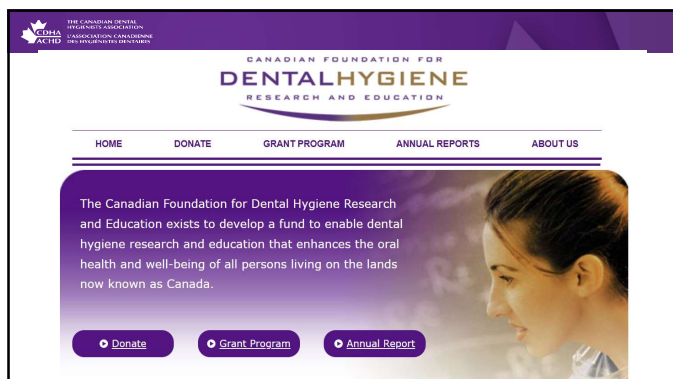 CDHA
ACHD
THE CANADIAN DENTAL
HYGIENISTS ASSOCIATION
L'ASSOCIATION CANADIENNE
DES HYGIÉNISTES DENTAIRES
CANADIAN FOUNDATION FOR
DENTALHYGIENE
RESEARCH AND EDUCATION
HOME DONATE GRANT PROGRAM ANNUAL REPORTS ABOUT US
The Canadian Foundation for Dental Hygiene Research
and Education exists to develop a fund to enable dental
hygiene research and education that enhances the oral
health and well-being of all persons living on the lands
now known as Canada.
Donate Grant Program Annual Report